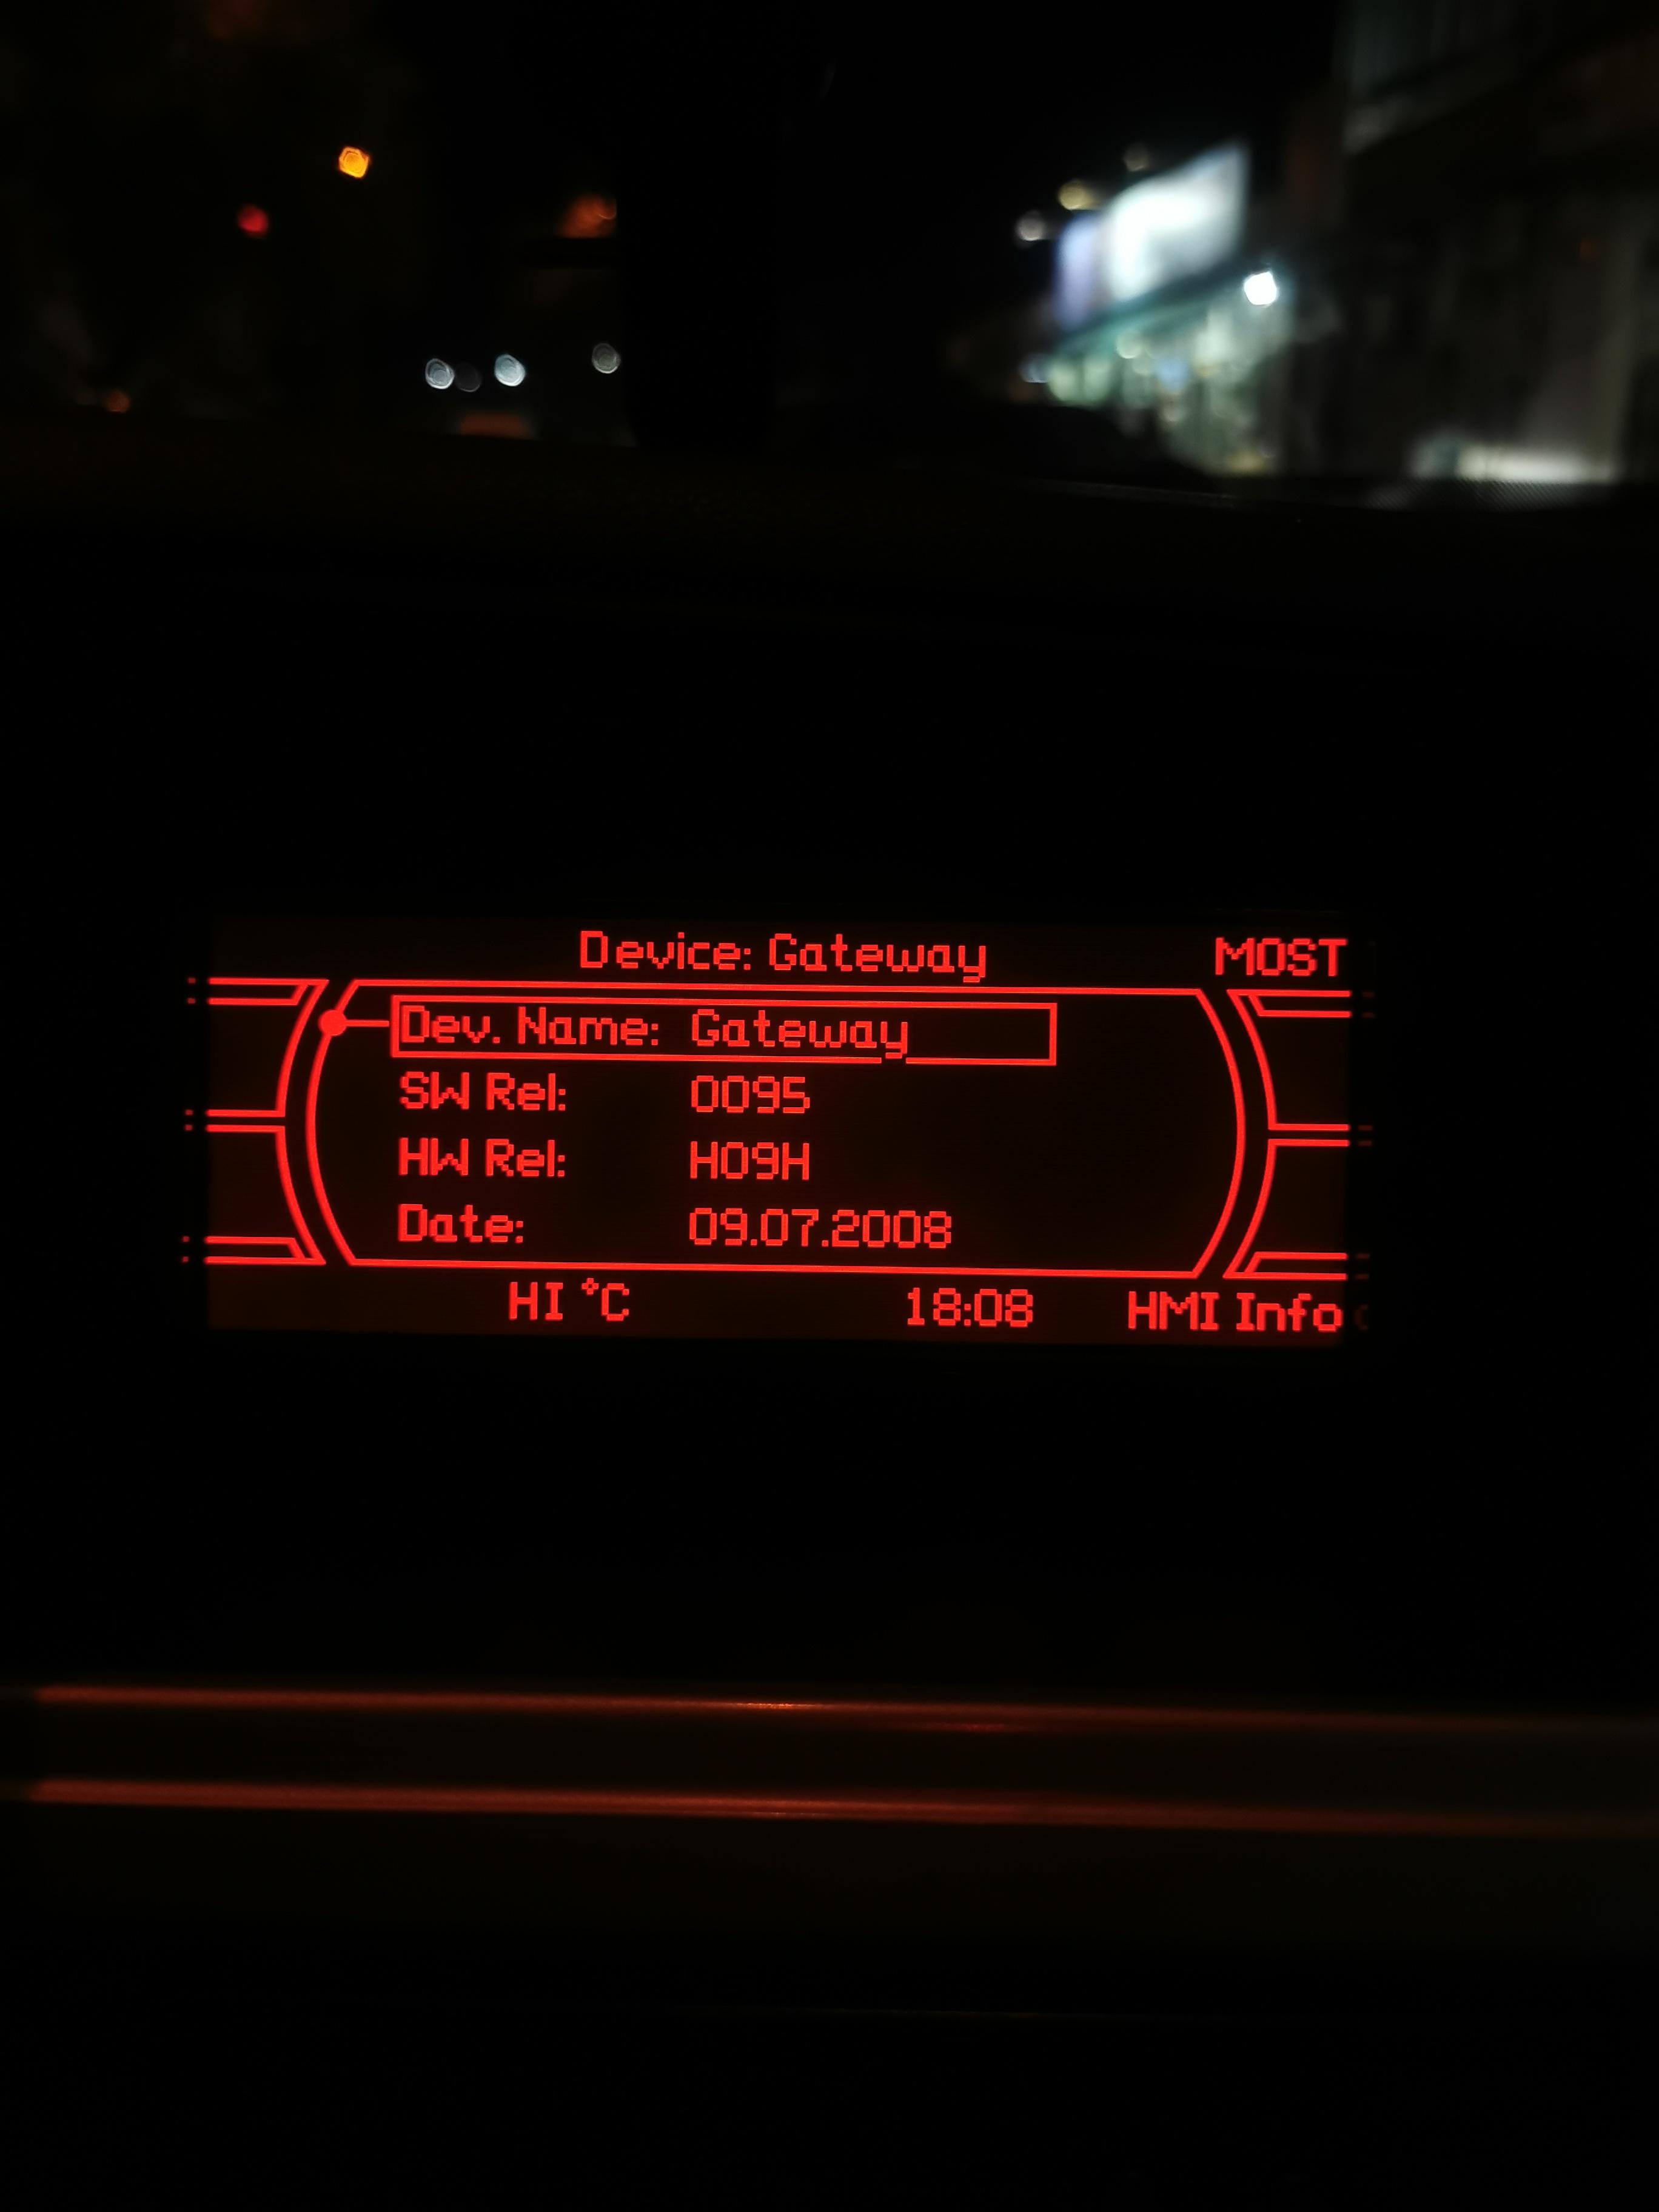 Device: Gateway MOST
Dev. Name: Gateway
SW Rel: 0095
HW Rel: H09H
Date: 09.07.2008
HI °C 18:08 HMI Info